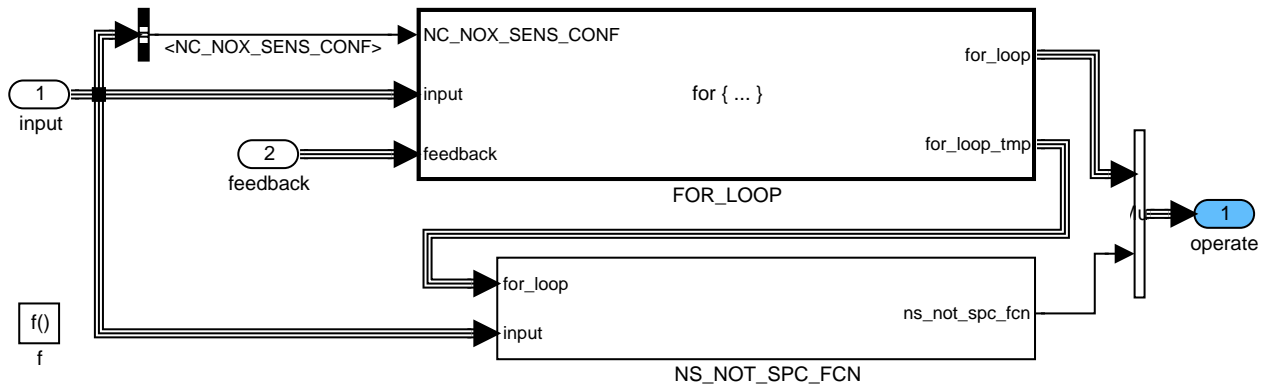 <NC_NOX_SENS_CONF>
1
input
2
feedback
NC_NOX_SENS_CONF
input
feedback
for { ... }
for_loop
for_loop_tmp
FOR_LOOP
for_loop
input
ns_not_spc_fcn
NS_NOT_SPC_FCN
1
operate
f()
f